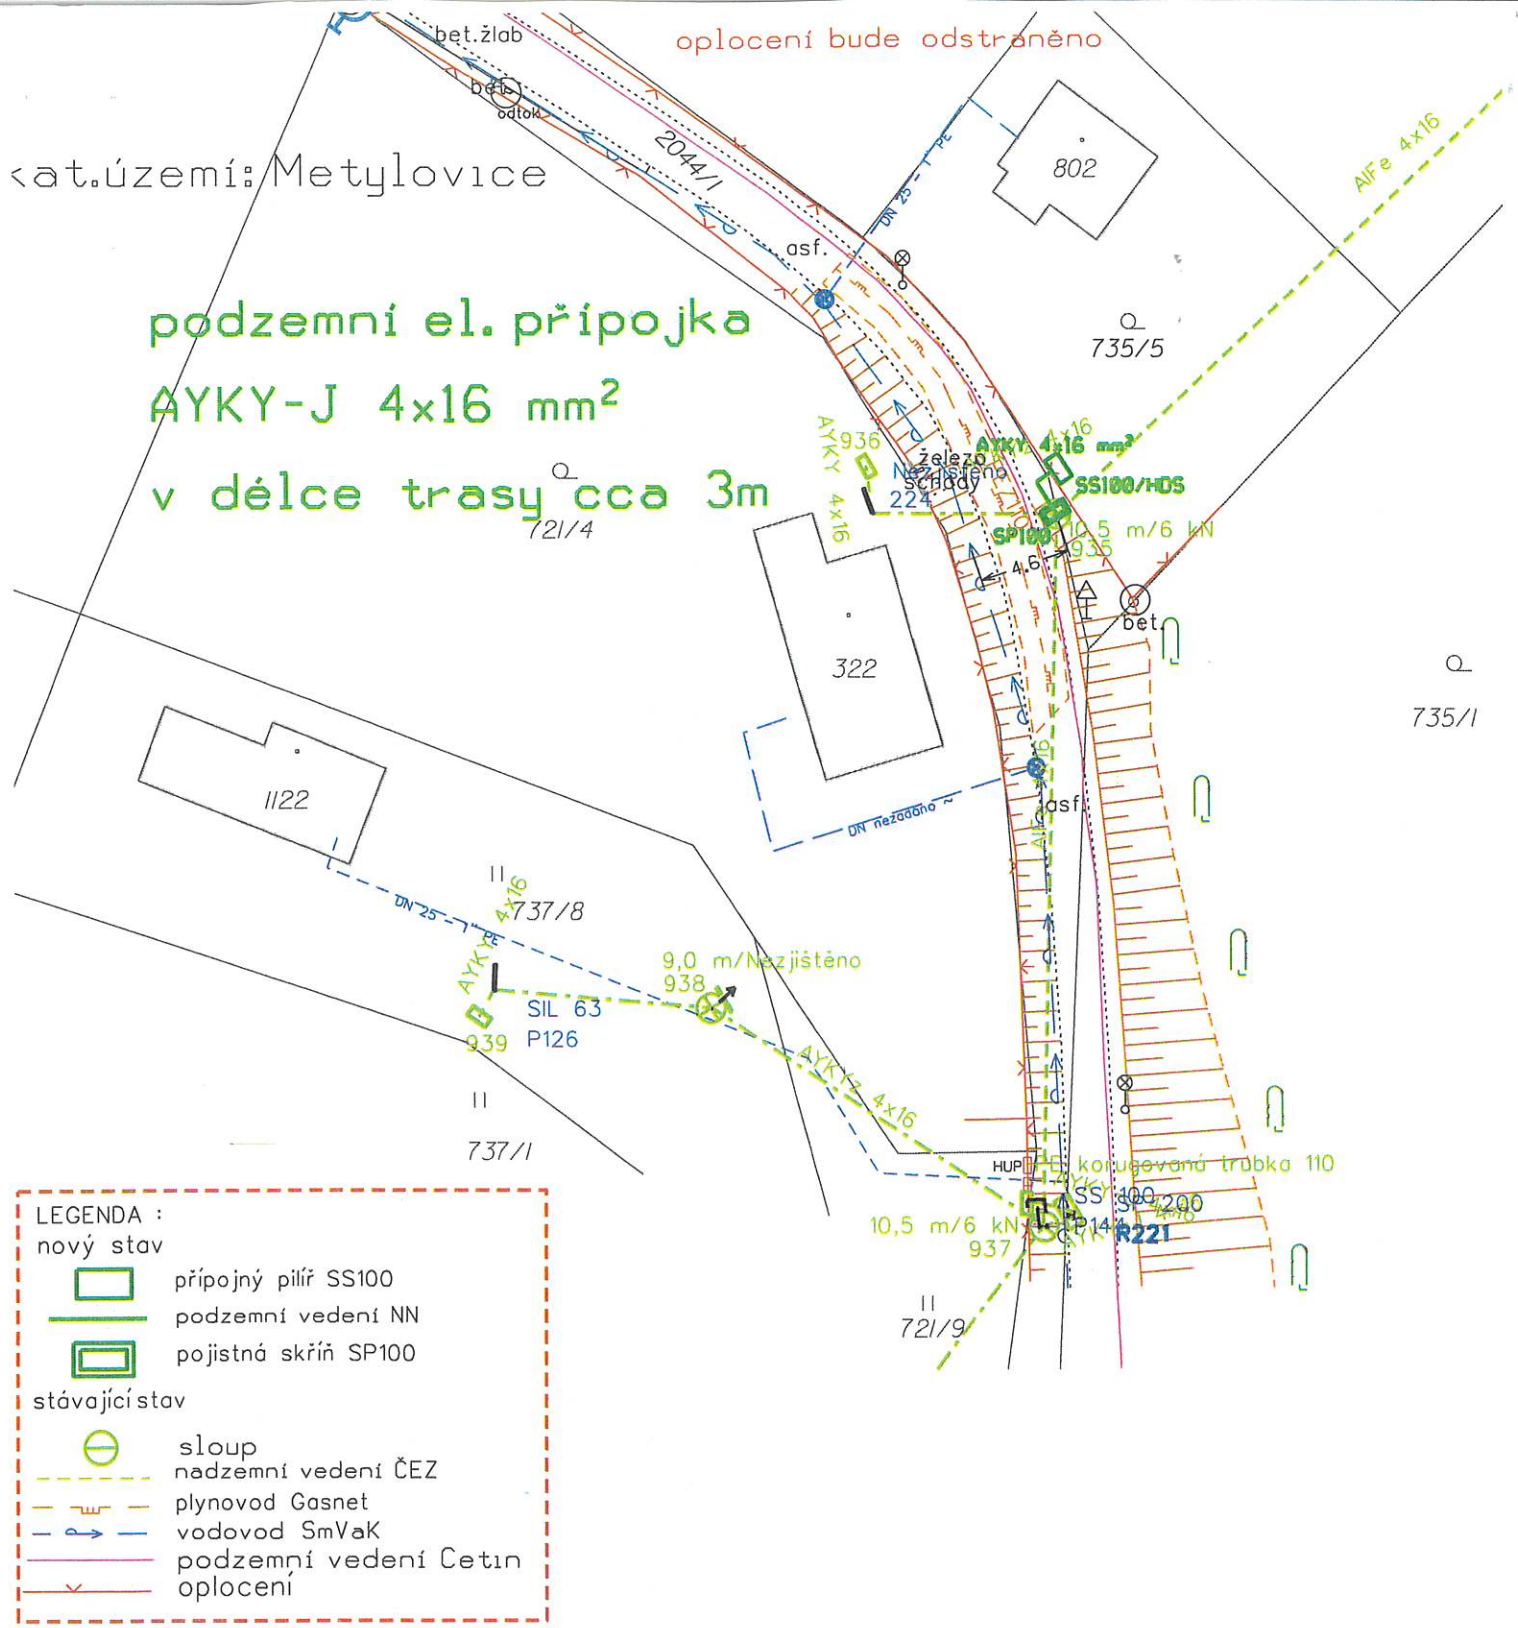 bet.žlab
oplocení bude odstraněno
bet.
odtok
kat.území: Metylovice
2044/1
DN 25 - 1" PE
802
AlFe 4x16
asf.
735/5
podzemní el. přípojka
AYKY-J 4x16 mm²
v délce trasy cca 3m
721/4
AYKY 4x16
936
železo
Nezjištěno
schody
224
4x16
AYKY 4x16 mm²
SS100/HDS
SP100
10,5 m/6 kN
935
4.6
bet.
322
735/1
1122
DN nezadáno ~
asf.
737/8
DN 25 - 1" PE
AYKY 4x16
9,0 m/Nezjištěno
938
SIL 63
P126
939
AYKYz 4x16
737/1
HUP
PE korugovaná trubka 110
SS 100
SP 200
P144
R221
10,5 m/6 kN
937
721/9
LEGENDA :
nový stav
přípojný pilíř SS100
podzemní vedení NN
pojistná skříň SP100
stávající stav
sloup
nadzemní vedení ČEZ
plynovod Gasnet
vodovod SmVaK
podzemní vedení Cetin
oplocení